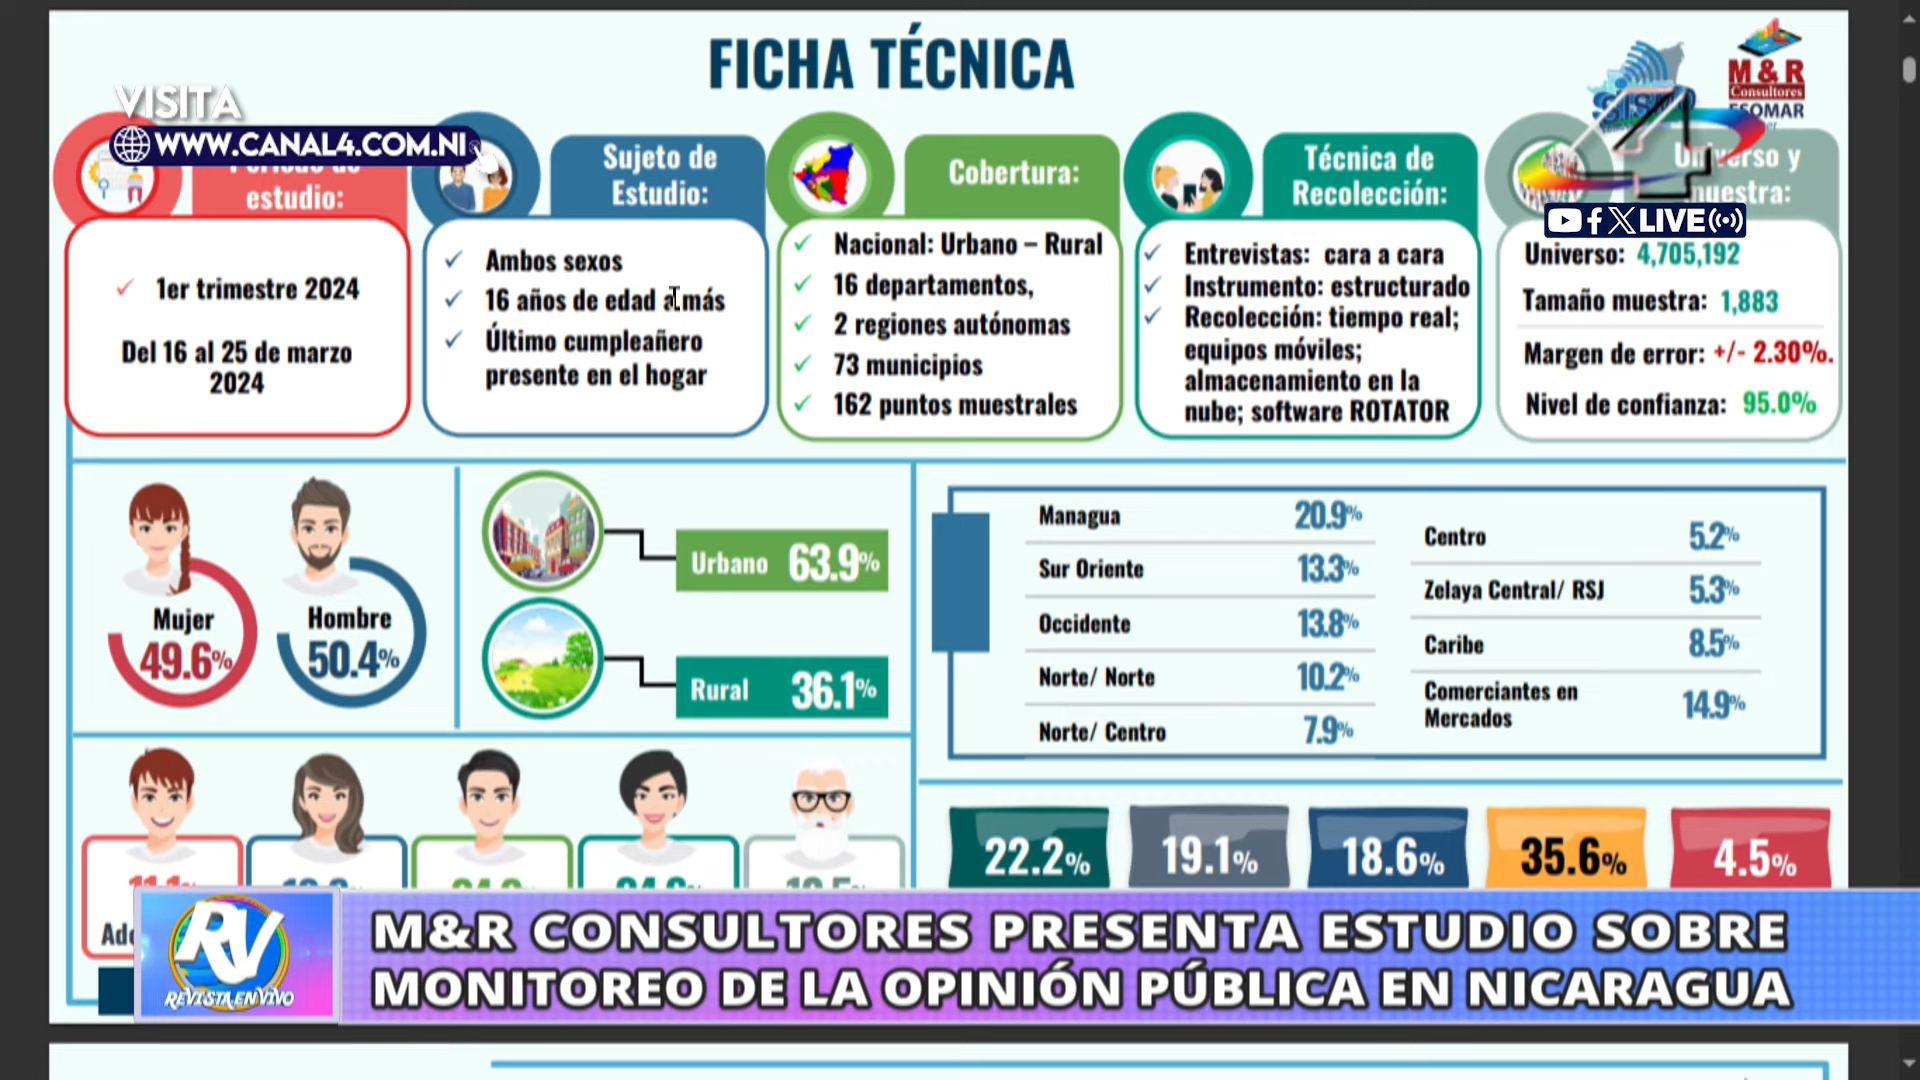 FICHA TÉCNICA
VISITA
WWW.CANAL4.COM.NI
M&R
Consultores
ESOMAR
estudio:
1er trimestre 2024
Del 16 al 25 de marzo
2024
Sujeto de
Estudio:
Ambos sexos
16 años de edad a más
Último cumpleañero
presente en el hogar
Cobertura:
Nacional: Urbano – Rural
16 departamentos,
2 regiones autónomas
73 municipios
162 puntos muestrales
Técnica de
Recolección:
Entrevistas: cara a cara
Instrumento: estructurado
Recolección: tiempo real;
equipos móviles;
almacenamiento en la
nube; software ROTATOR
Universo y
muestra:
4
LIVE
Universo: 4,705,192
Tamaño muestra: 1,883
Margen de error: +/- 2.30%.
Nivel de confianza: 95.0%
Mujer
49.6%
Hombre
50.4%
Urbano 63.9%
Rural 36.1%
Managua 20.9%
Sur Oriente 13.3%
Occidente 13.8%
Norte/ Norte 10.2%
Norte/ Centro 7.9%
Centro 5.2%
Zelaya Central/ RSJ 5.3%
Caribe 8.5%
Comerciantes en
Mercados 14.9%
22.2%
19.1%
18.6%
35.6%
4.5%
RV
REVISTA EN VIVO
M&R CONSULTORES PRESENTA ESTUDIO SOBRE
MONITOREO DE LA OPINIÓN PÚBLICA EN NICARAGUA